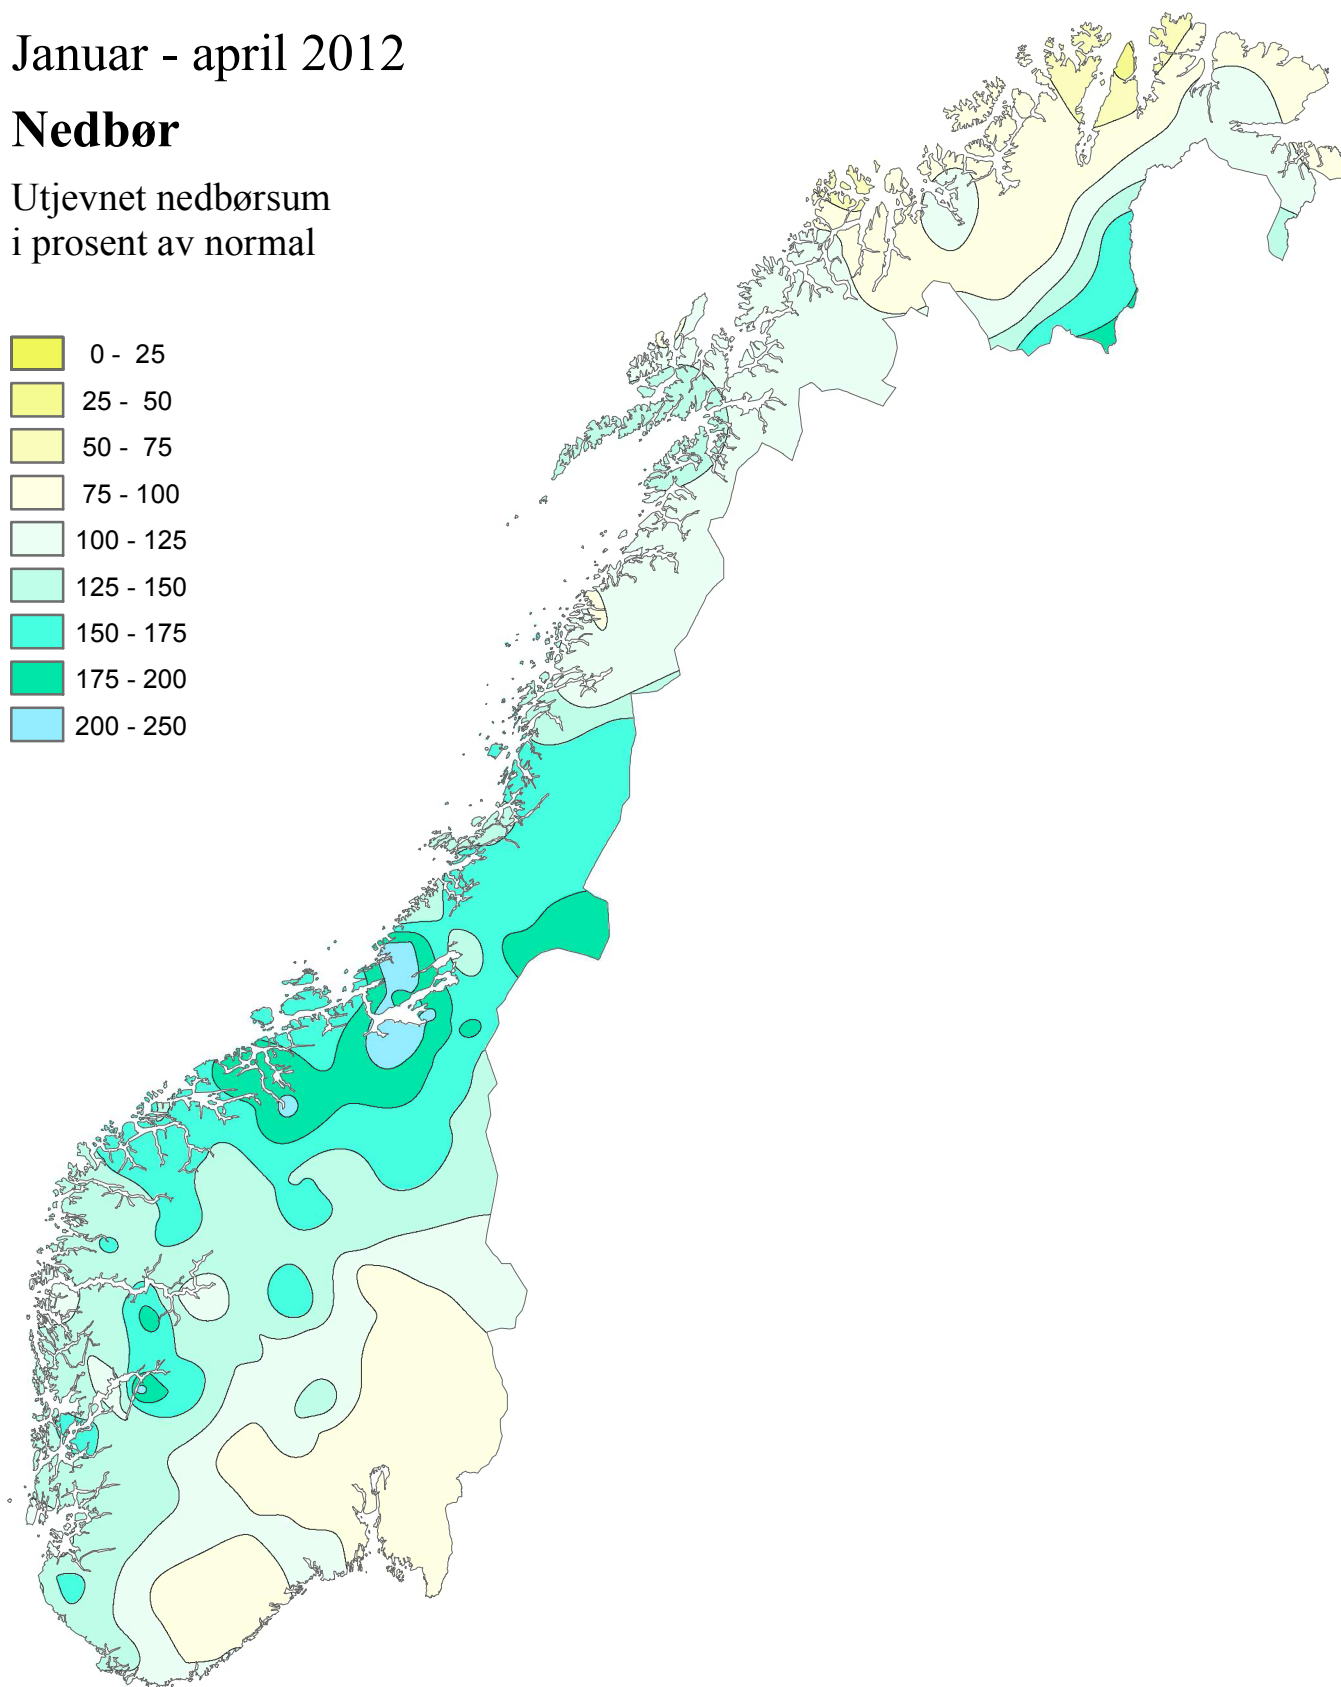 Januar - april 2012
Nedbør
Utjevnet nedbørsum
i prosent av normal
0 - 25
25 - 50
50 - 75
75 - 100
100 - 125
125 - 150
150 - 175
175 - 200
200 - 250